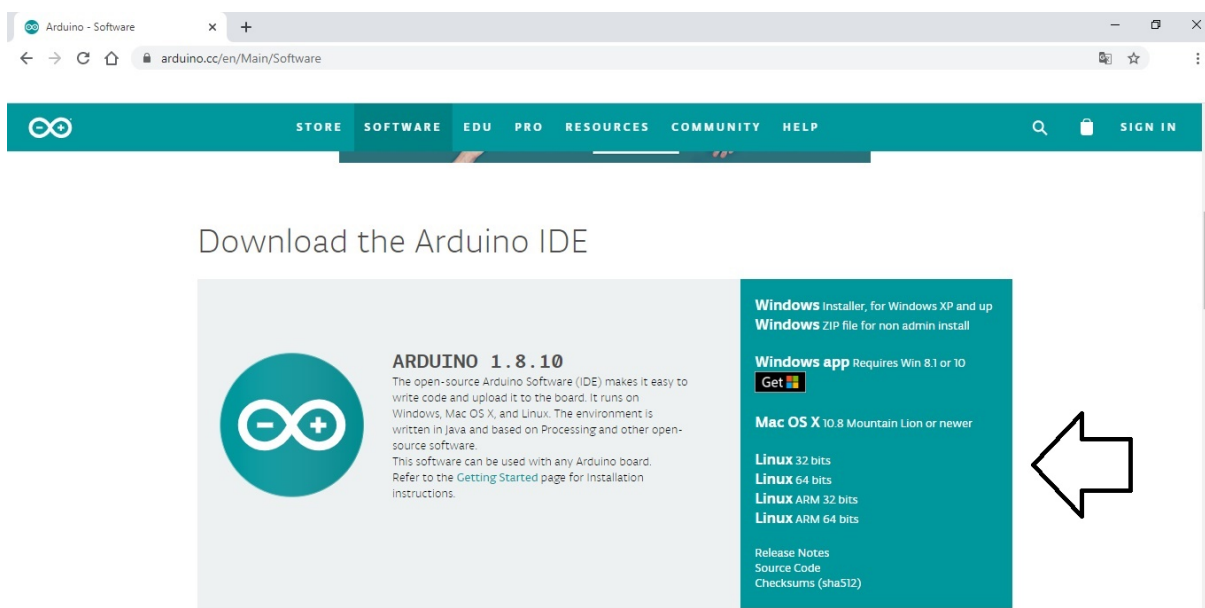 Arduino - Software
arduino.cc/en/Main/Software
STORE SOFTWARE EDU PRO RESOURCES COMMUNITY HELP SIGN IN
Download the Arduino IDE
ARDUINO 1.8.10
The open-source Arduino Software (IDE) makes it easy to
write code and upload it to the board. It runs on
Windows, Mac OS X, and Linux. The environment is
written in Java and based on Processing and other open-
source software.
This software can be used with any Arduino board.
Refer to the Getting Started page for Installation
instructions.
Windows Installer, for Windows XP and up
Windows ZIP file for non admin install
Windows app Requires Win 8.1 or 10
Get
Mac OS X 10.8 Mountain Lion or newer
Linux 32 bits
Linux 64 bits
Linux ARM 32 bits
Linux ARM 64 bits
Release Notes
Source Code
Checksums (sha512)